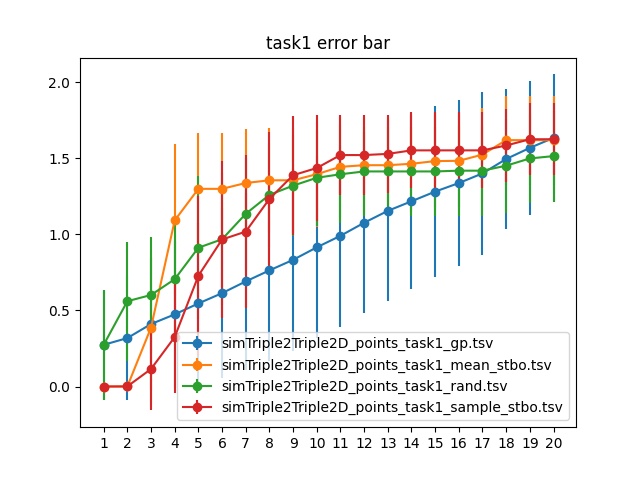 task1 error bar
2.0
1.5
1.0
0.5
0.0
simTriple2Triple2D_points_task1_gp.tsv
simTriple2Triple2D_points_task1_mean_stbo.tsv
simTriple2Triple2D_points_task1_rand.tsv
simTriple2Triple2D_points_task1_sample_stbo.tsv
1 2 3 4 5 6 7 8 9 10 11 12 13 14 15 16 17 18 19 20